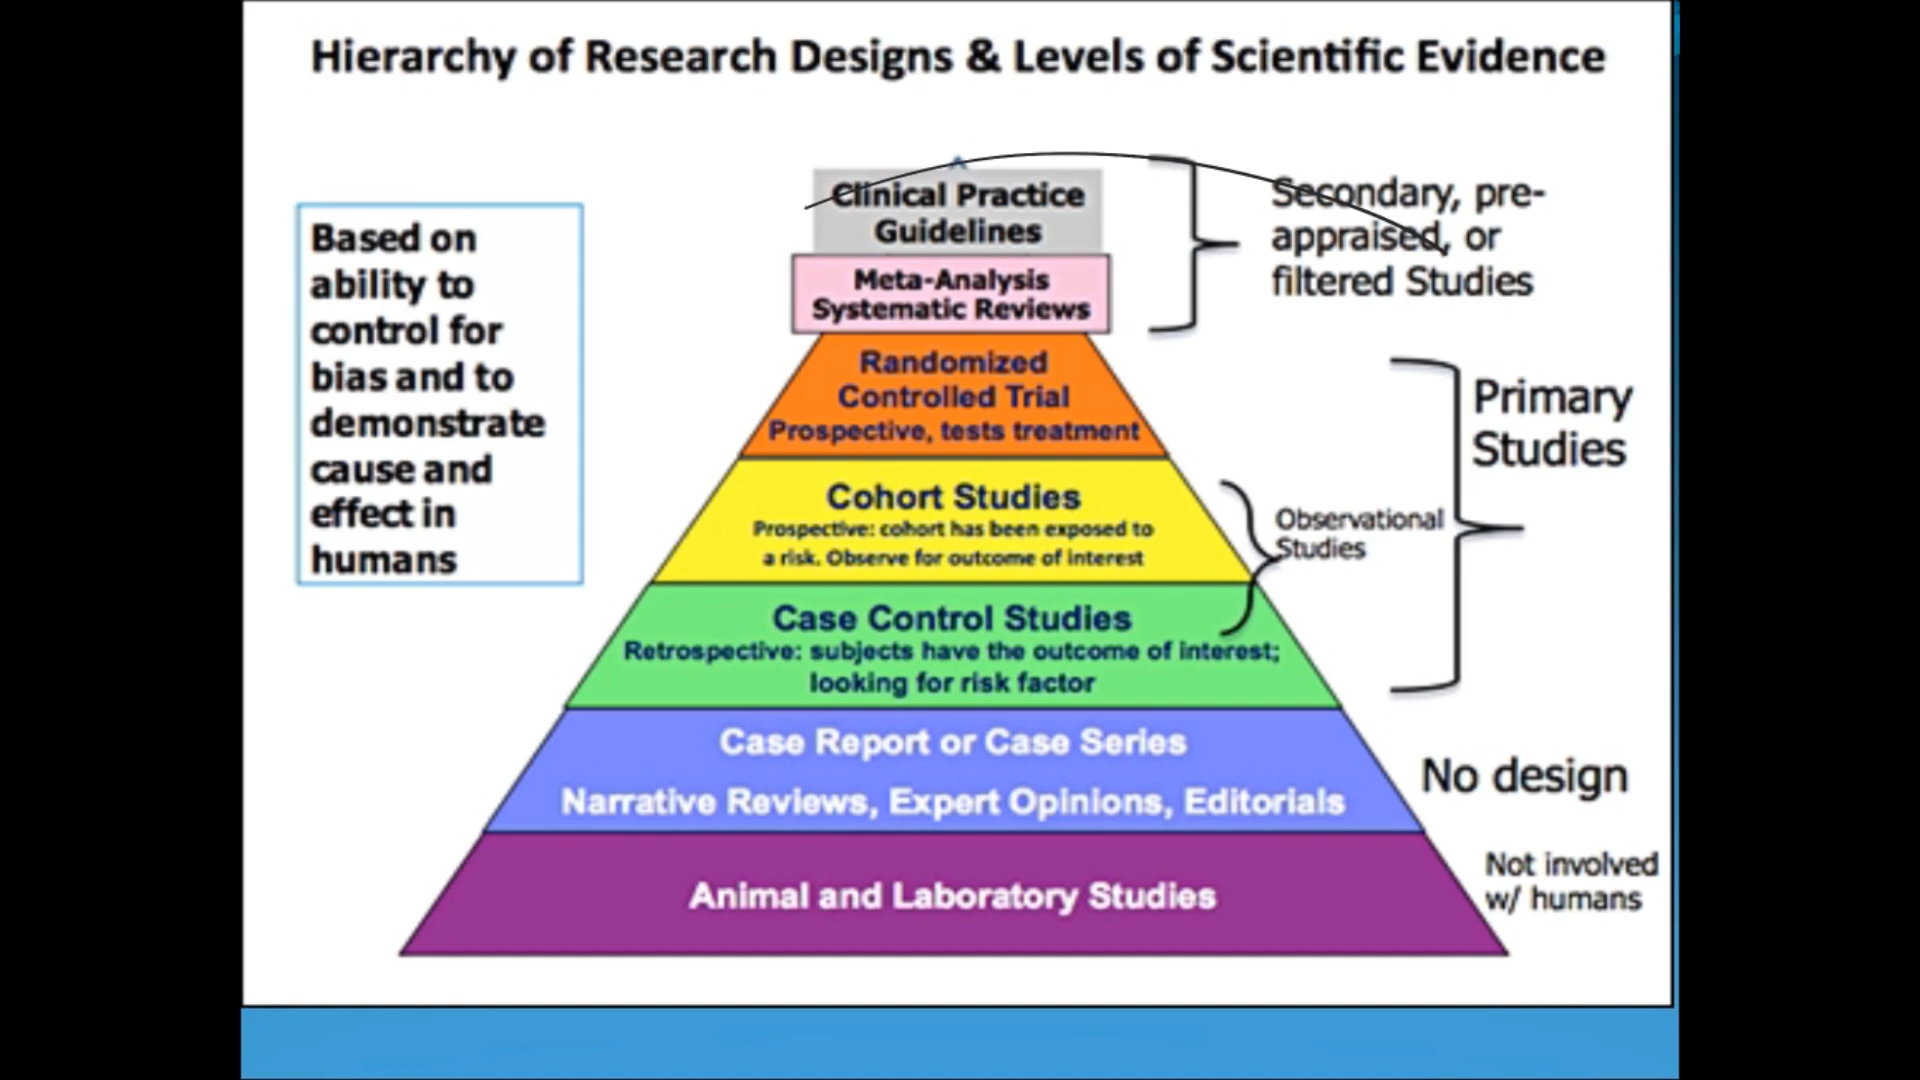 Hierarchy of Research Designs & Levels of Scientific Evidence
Based on
ability to
control for
bias and to
demonstrate
cause and
effect in
humans
Clinical Practice
Guidelines
Meta-Analysis
Systematic Reviews
Secondary, pre-
appraised, or
filtered Studies
Randomized
Controlled Trial
Prospective, tests treatment
Primary
Studies
Cohort Studies
Prospective: cohort has been exposed to
a risk. Observe for outcome of interest
Observational
Studies
Case Control Studies
Retrospective: subjects have the outcome of interest;
looking for risk factor
Case Report or Case Series
Narrative Reviews, Expert Opinions, Editorials
No design
Animal and Laboratory Studies
Not involved
w/ humans